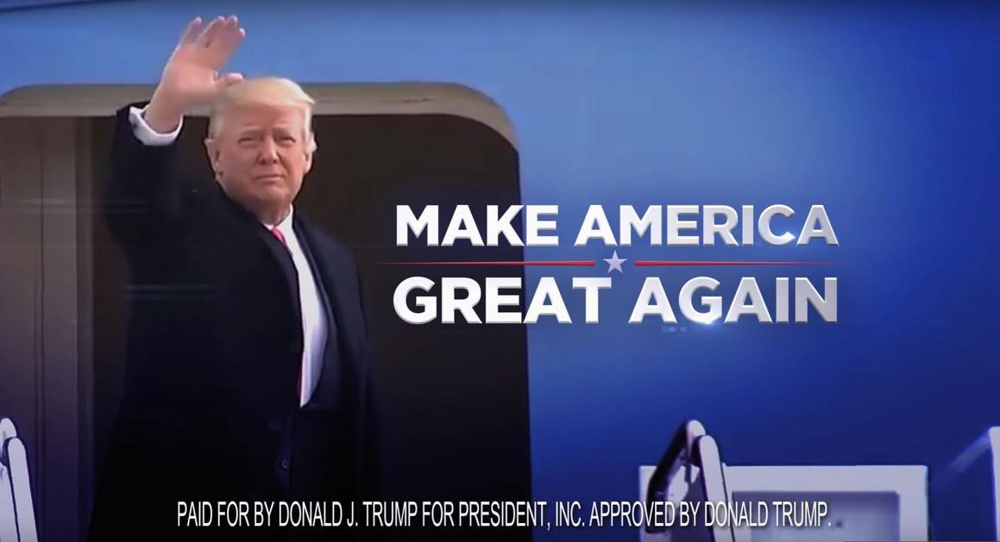 MAKE AMERICA
GREAT AGAIN
PAID FOR BY DONALD J. TRUMP FOR PRESIDENT, INC. APPROVED BY DONALD TRUMP.